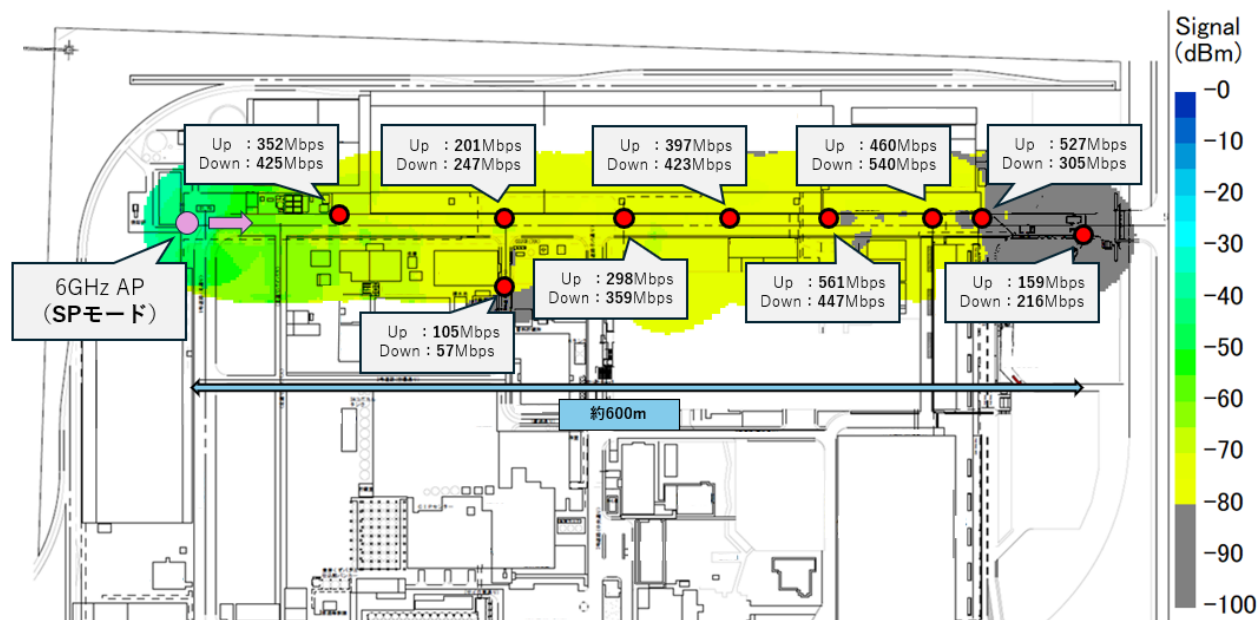 Signal
(dBm)
-0
-10
-20
-30
-40
-50
-60
-70
-80
-90
-100
Up : 352Mbps
Down : 425Mbps
Up : 201Mbps
Down : 247Mbps
Up : 397Mbps
Down : 423Mbps
Up : 460Mbps
Down : 540Mbps
Up : 527Mbps
Down : 305Mbps
6GHz AP
(SPモード)
Up : 298Mbps
Down : 359Mbps
Up : 561Mbps
Down : 447Mbps
Up : 159Mbps
Down : 216Mbps
Up : 105Mbps
Down : 57Mbps
約600m